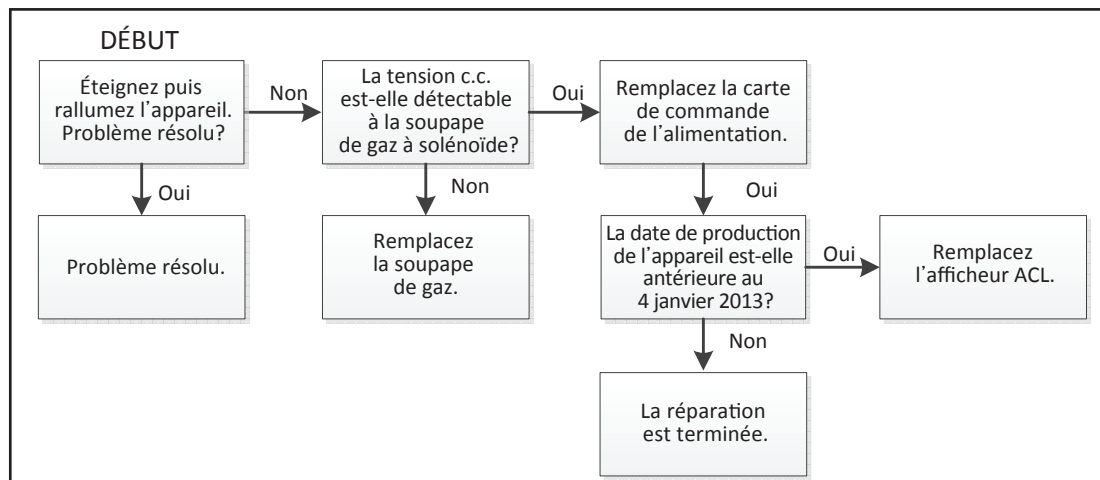 DÉBUT
Éteignez puis
rallumez l’appareil.
Problème résolu?
Non
La tension c.c.
est-elle détectable
à la soupape
de gaz à solénoïde?
Oui
Remplacez la carte
de commande
de l’alimentation.
Oui
Problème résolu.
Non
Remplacez
la soupape
de gaz.
Oui
La date de production
de l’appareil est-elle
antérieure au
4 janvier 2013?
Oui
Remplacez
l’afficheur ACL.
Non
La réparation
est terminée.